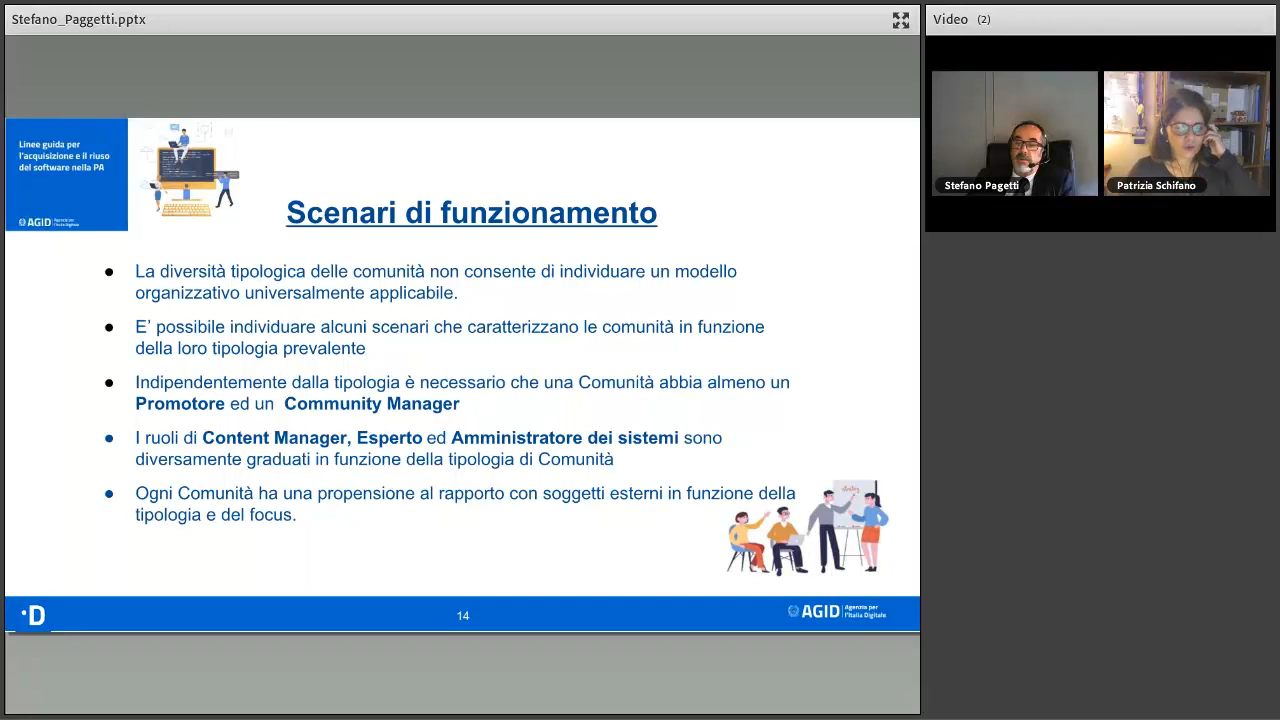 Stefano_Paggetti.pptx
Video (2)
Linee guida per
l'acquisizione e il riuso
del software nella PA
AGID Agenzia per
l'Italia Digitale
Stefano Pagetti
Patrizia Schifano
Scenari di funzionamento
● La diversità tipologica delle comunità non consente di individuare un modello
organizzativo universalmente applicabile.
● E' possibile individuare alcuni scenari che caratterizzano le comunità in funzione
della loro tipologia prevalente
● Indipendentemente dalla tipologia è necessario che una Comunità abbia almeno un
Promotore ed un Community Manager
● I ruoli di Content Manager, Esperto ed Amministratore dei sistemi sono
diversamente graduati in funzione della tipologia di Comunità
● Ogni Comunità ha una propensione al rapporto con soggetti esterni in funzione della
tipologia e del focus.
strategy
D
14
AGID Agenzia per
l'Italia Digitale